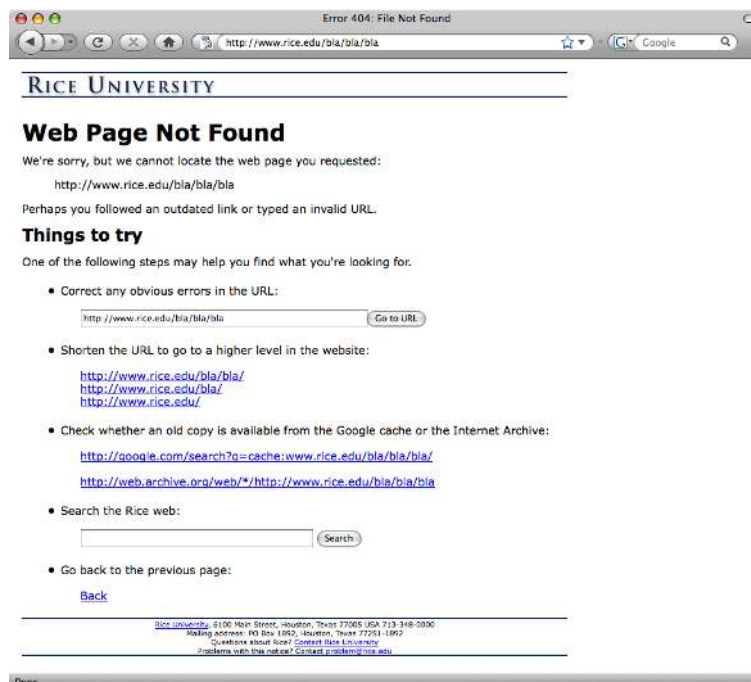 Error 404: File Not Found
http://www.rice.edu/bla/bla/bla
Google
RICE UNIVERSITY
Web Page Not Found
We're sorry, but we cannot locate the web page you requested:
http://www.rice.edu/bla/bla/bla
Perhaps you followed an outdated link or typed an invalid URL.
Things to try
One of the following steps may help you find what you're looking for.
• Correct any obvious errors in the URL:
http://www.rice.edu/bla/bla/bla Go to URL
• Shorten the URL to go to a higher level in the website:
http://www.rice.edu/bla/bla/
http://www.rice.edu/bla/
http://www.rice.edu/
• Check whether an old copy is available from the Google cache or the Internet Archive:
http://google.com/search?q=cache:www.rice.edu/bla/bla/bla/
http://web.archive.org/web/*/http://www.rice.edu/bla/bla/bla
• Search the Rice web:
Search
• Go back to the previous page:
Back
Rice University, 6100 Main Street, Houston, Texas 77005 USA 713-348-0000
Mailing address: PO Box 1892, Houston, Texas 77251-1892
Questions about Rice? Contact Rice University
Problems with this notice? Contact problem@rice.edu